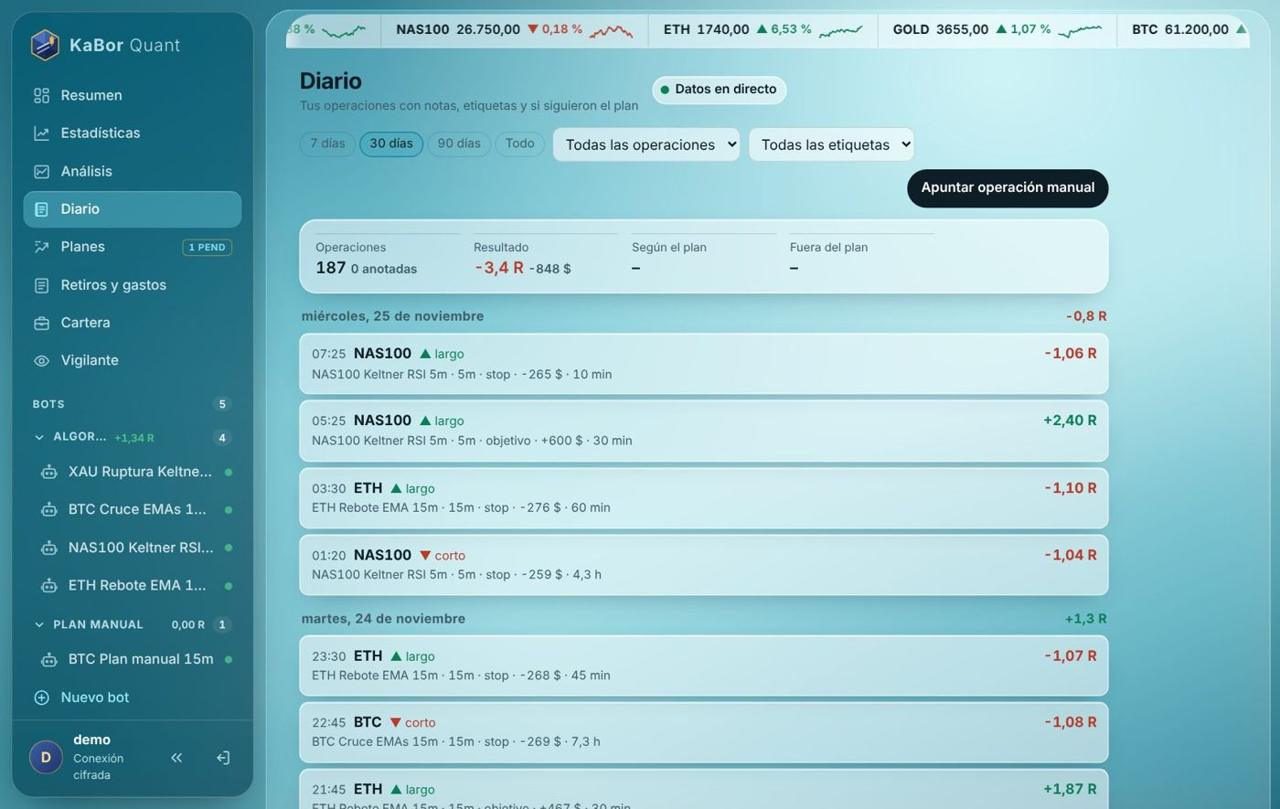 KaBor Quant
Resumen
Estadísticas
Análisis
Diario
Planes 1 PEND
Retiros y gastos
Cartera
Vigilante
BOTS 5
ALGOR... +1,34 R 4
XAU Ruptura Keltne...
BTC Cruce EMAs 1...
NAS100 Keltner RSI...
ETH Rebote EMA 1...
PLAN MANUAL 0,00 R 1
BTC Plan manual 15m
Nuevo bot
D demo
Conexión
cifrada
8 % NAS100 26.750,00 ▼ 0,18 % ETH 1740,00 ▲ 6,53 % GOLD 3655,00 ▲ 1,07 % BTC 61.200,00 ▲
Diario
Tus operaciones con notas, etiquetas y si siguieron el plan
Datos en directo
7 días 30 días 90 días Todo Todas las operaciones Todas las etiquetas
Apuntar operación manual
Operaciones Resultado Según el plan Fuera del plan
187 0 anotadas -3,4 R -848 $ – –
miércoles, 25 de noviembre -0,8 R
07:25 NAS100 ▲ largo -1,06 R
NAS100 Keltner RSI 5m · 5m · stop · -265 $ · 10 min
05:25 NAS100 ▲ largo +2,40 R
NAS100 Keltner RSI 5m · 5m · objetivo · +600 $ · 30 min
03:30 ETH ▲ largo -1,10 R
ETH Rebote EMA 15m · 15m · stop · -276 $ · 60 min
01:20 NAS100 ▼ corto -1,04 R
NAS100 Keltner RSI 5m · 5m · stop · -259 $ · 4,3 h
martes, 24 de noviembre +1,3 R
23:30 ETH ▲ largo -1,07 R
ETH Rebote EMA 15m · 15m · stop · -268 $ · 45 min
22:45 BTC ▼ corto -1,08 R
BTC Cruce EMAs 15m · 15m · stop · -269 $ · 7,3 h
21:45 ETH ▲ largo +1,87 R
ETH Rebote EMA 15m · 15m · objetivo · +467 $ · 30 min